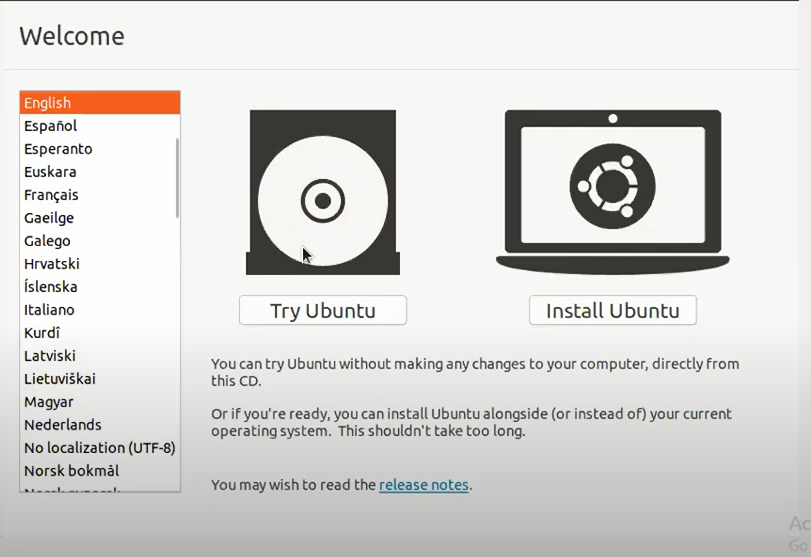 Welcome
English
Español
Esperanto
Euskara
Français
Gaeilge
Galego
Hrvatski
Íslenska
Italiano
Kurdî
Latviski
Lietuviškai
Magyar
Nederlands
No localization (UTF-8)
Norsk bokmål
Try Ubuntu
Install Ubuntu
You can try Ubuntu without making any changes to your computer, directly from
this CD.
Or if you're ready, you can install Ubuntu alongside (or instead of) your current
operating system.  This shouldn't take too long.
You may wish to read the release notes.